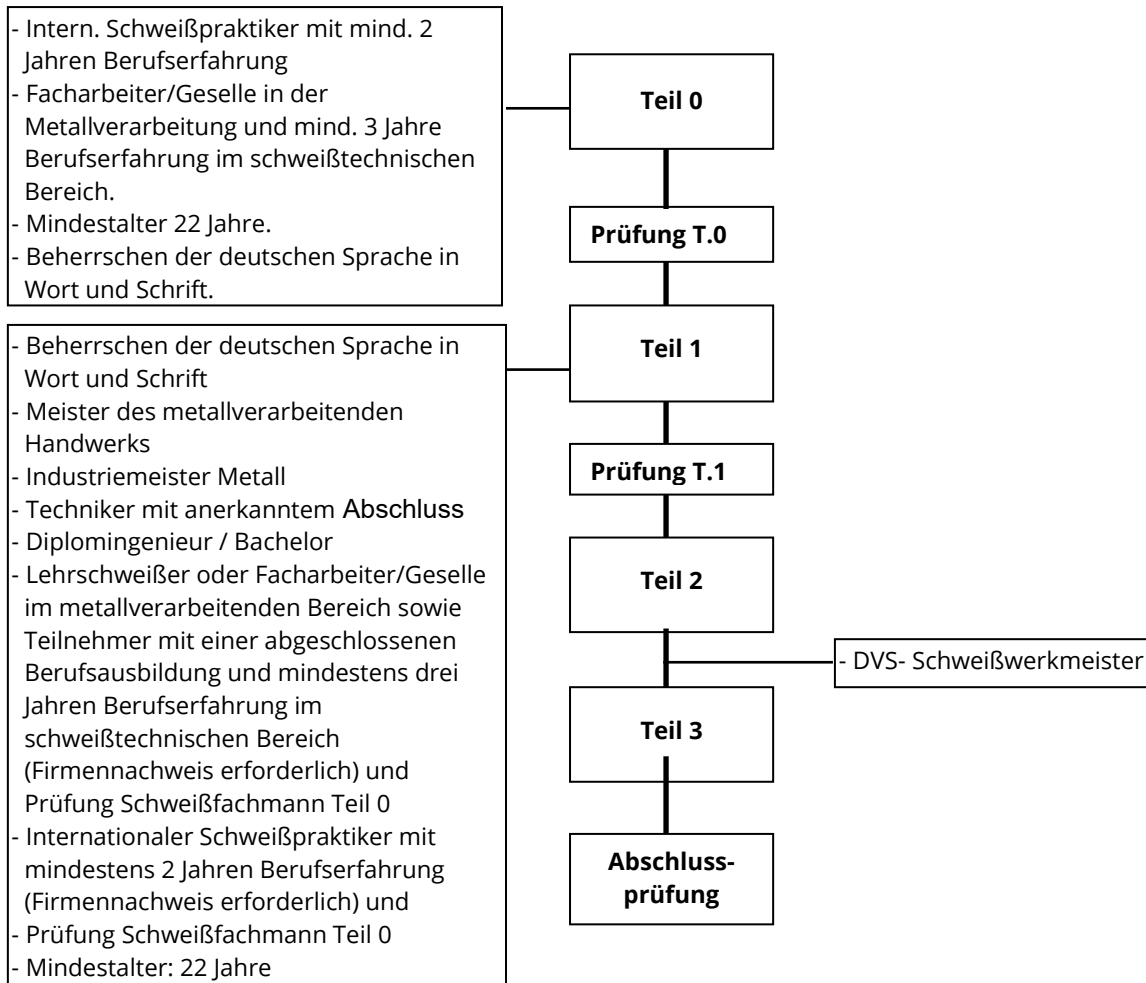 - Intern. Schweißpraktiker mit mind. 2
Jahren Berufserfahrung
- Facharbeiter/Geselle in der
Metallverarbeitung und mind. 3 Jahre
Berufserfahrung im schweißtechnischen
Bereich.
- Mindestalter 22 Jahre.
- Beherrschen der deutschen Sprache in
Wort und Schrift.
Teil 0
Prüfung T.0
- Beherrschen der deutschen Sprache in
Wort und Schrift
- Meister des metallverarbeitenden
Handwerks
- Industriemeister Metall
- Techniker mit anerkanntem Abschluss
- Diplomingenieur / Bachelor
- Lehrschweißer oder Facharbeiter/Geselle
im metallverarbeitenden Bereich sowie
Teilnehmer mit einer abgeschlossenen
Berufsausbildung und mindestens drei
Jahren Berufserfahrung im
schweißtechnischen Bereich
(Firmennachweis erforderlich) und
Prüfung Schweißfachmann Teil 0
- Internationaler Schweißpraktiker mit
mindestens 2 Jahren Berufserfahrung
(Firmennachweis erforderlich) und
- Prüfung Schweißfachmann Teil 0
- Mindestalter: 22 Jahre
Teil 1
Prüfung T.1
Teil 2
- DVS- Schweißwerkmeister
Teil 3
Abschluss-
prüfung